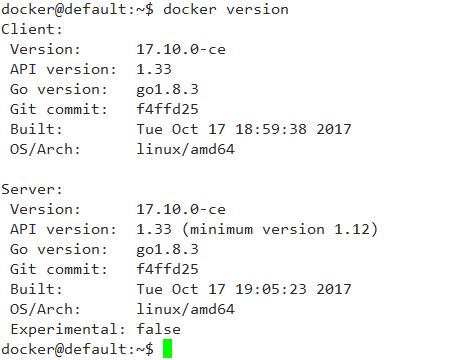 docker@default:~$ docker version
Client:
 Version:      17.10.0-ce
 API version:  1.33
 Go version:   go1.8.3
 Git commit:   f4ffd25
 Built:        Tue Oct 17 18:59:38 2017
 OS/Arch:      linux/amd64

Server:
 Version:      17.10.0-ce
 API version:  1.33 (minimum version 1.12)
 Go version:   go1.8.3
 Git commit:   f4ffd25
 Built:        Tue Oct 17 19:05:23 2017
 OS/Arch:      linux/amd64
 Experimental: false
docker@default:~$